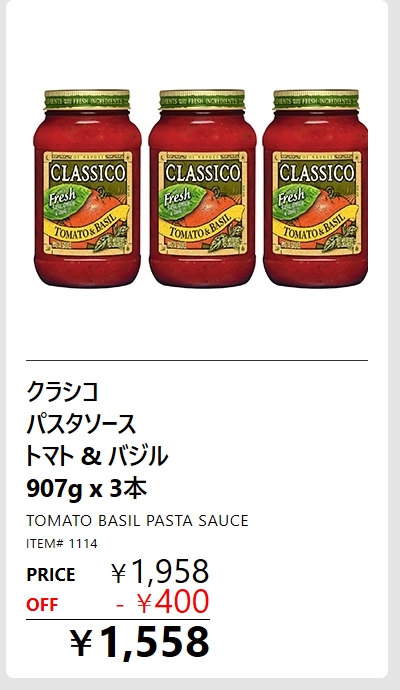 CLASSICO CLASSICO CLASSICO
Fresh Fresh Fresh
TOMATO & BASIL TOMATO & BASIL TOMATO & BASIL
クラシコ
パスタソース
トマト & バジル
907g x 3本
TOMATO BASIL PASTA SAUCE
ITEM# 1114
PRICE ￥1,958
OFF - ￥400
￥1,558